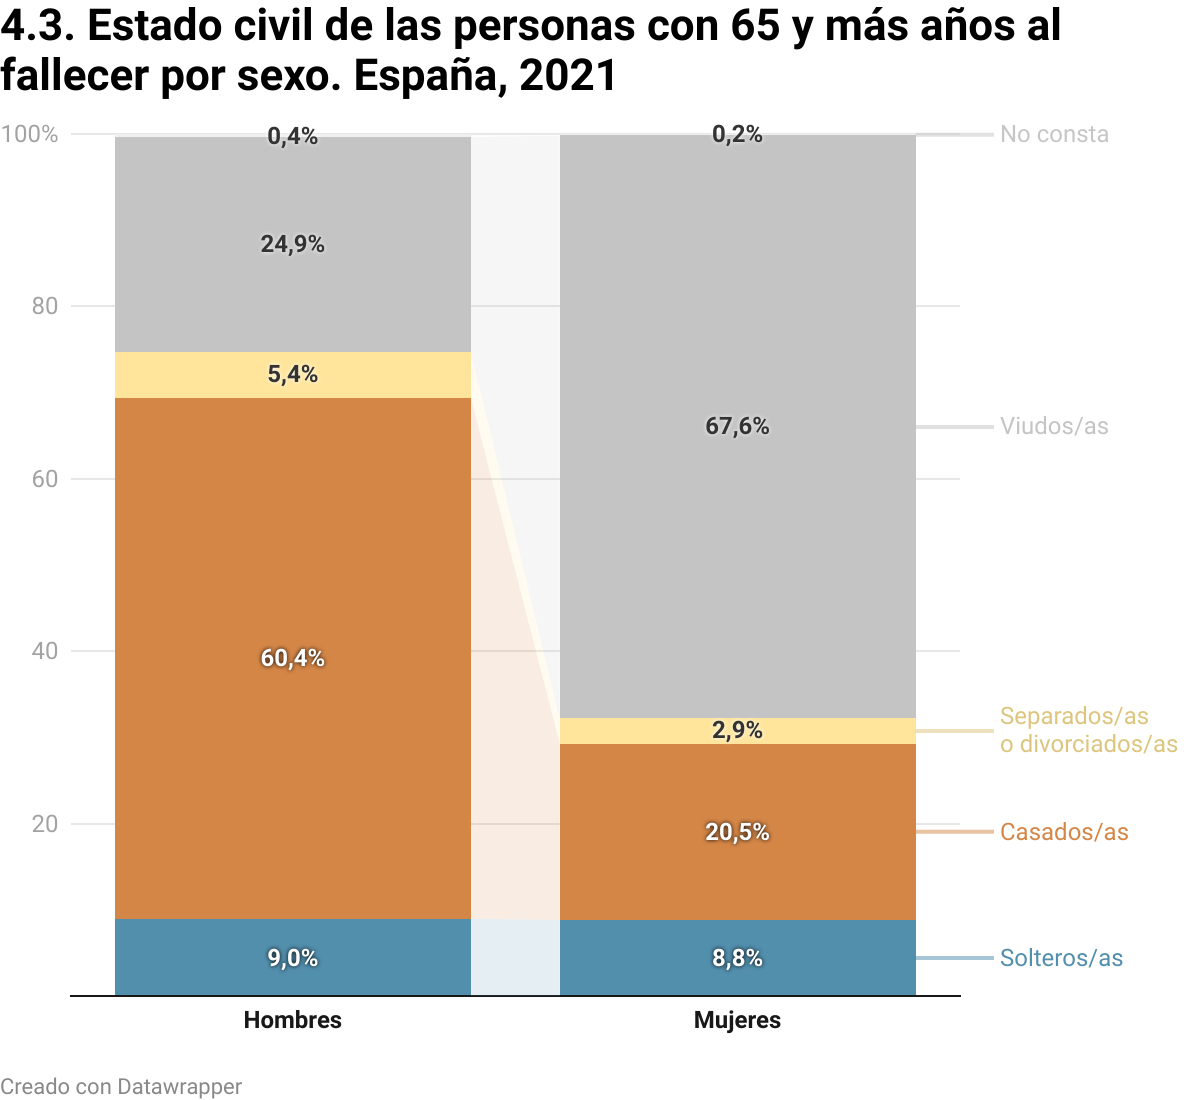 4.3. Estado civil de las personas con 65 y más años al
fallecer por sexo. España, 2021
100%
0,4%
0,2%
No consta
24,9%
80
5,4%
67,6%
Viudos/as
60
60,4%
40
Separados/as
o divorciados/as
2,9%
20
20,5%
Casados/as
9,0%
8,8%
Solteros/as
Hombres
Mujeres
Creado con Datawrapper